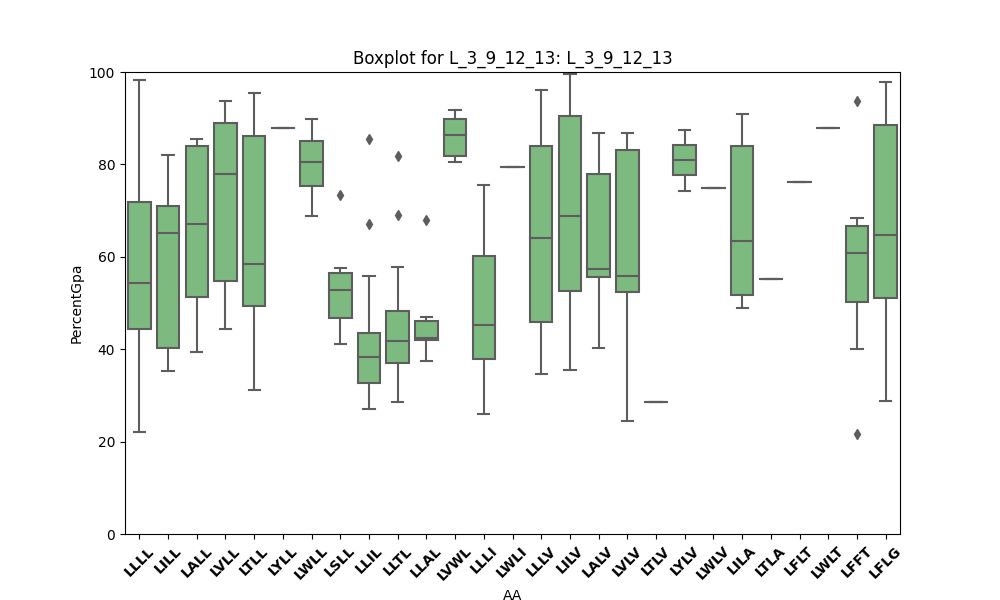 Boxplot for L_3_9_12_13: L_3_9_12_13
PercentGpa
100
80
60
40
20
0
LLLL LILL LALL LVLL LTLL LYLL LWLL LSLL LLIL LLTL LLAL LVWL LLLI LWLI LLLV LILV LALV LVLV LTLV LYLV LWLV LILA LTLA LFLT LWLT LFFT LFLG
AA